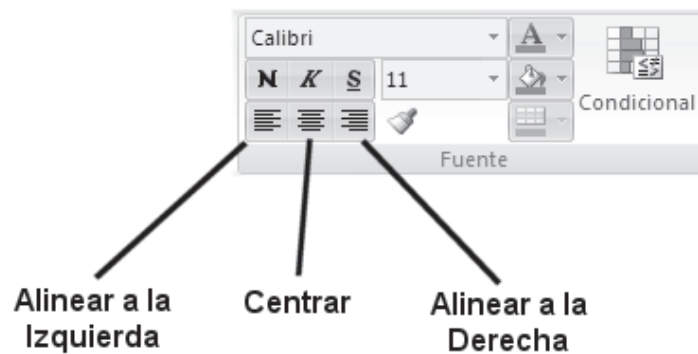 Calibri
A
N K S 11
Condicional
Fuente
Alinear a la
Izquierda
Centrar
Alinear a la
Derecha